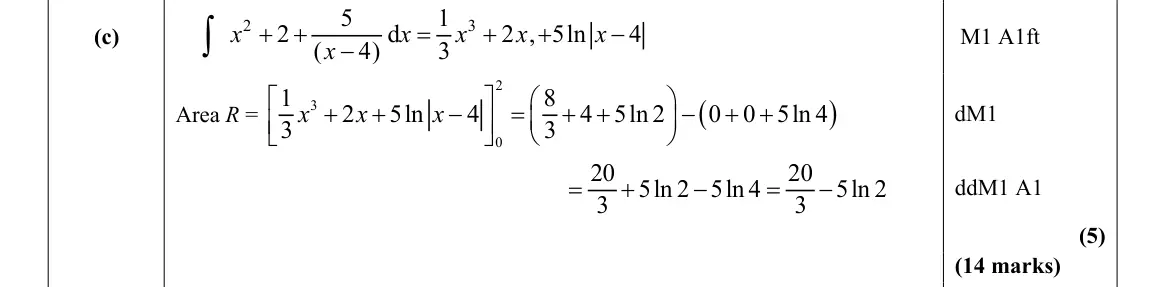 (c) ∫ x² + 2 + 5/(x − 4) dx = 1/3 x³ + 2x, +5 ln|x − 4| M1 A1ft
Area R = [1/3 x³ + 2x + 5 ln|x − 4|]₀² = (8/3 + 4 + 5 ln 2) − (0 + 0 + 5 ln 4) dM1
= 20/3 + 5 ln 2 − 5 ln 4 = 20/3 − 5 ln 2 ddM1 A1
(5)
(14 marks)